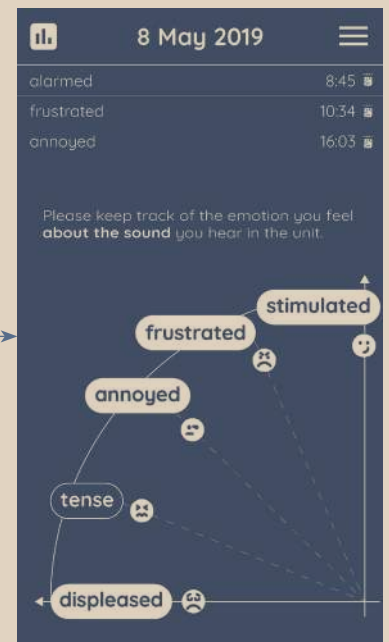 8 May 2019
alarmed 8:45
frustrated 10:34
annoyed 16:03
Please keep track of the emotion you feel
about the sound you hear in the unit.
stimulated
frustrated
annoyed
tense
displeased